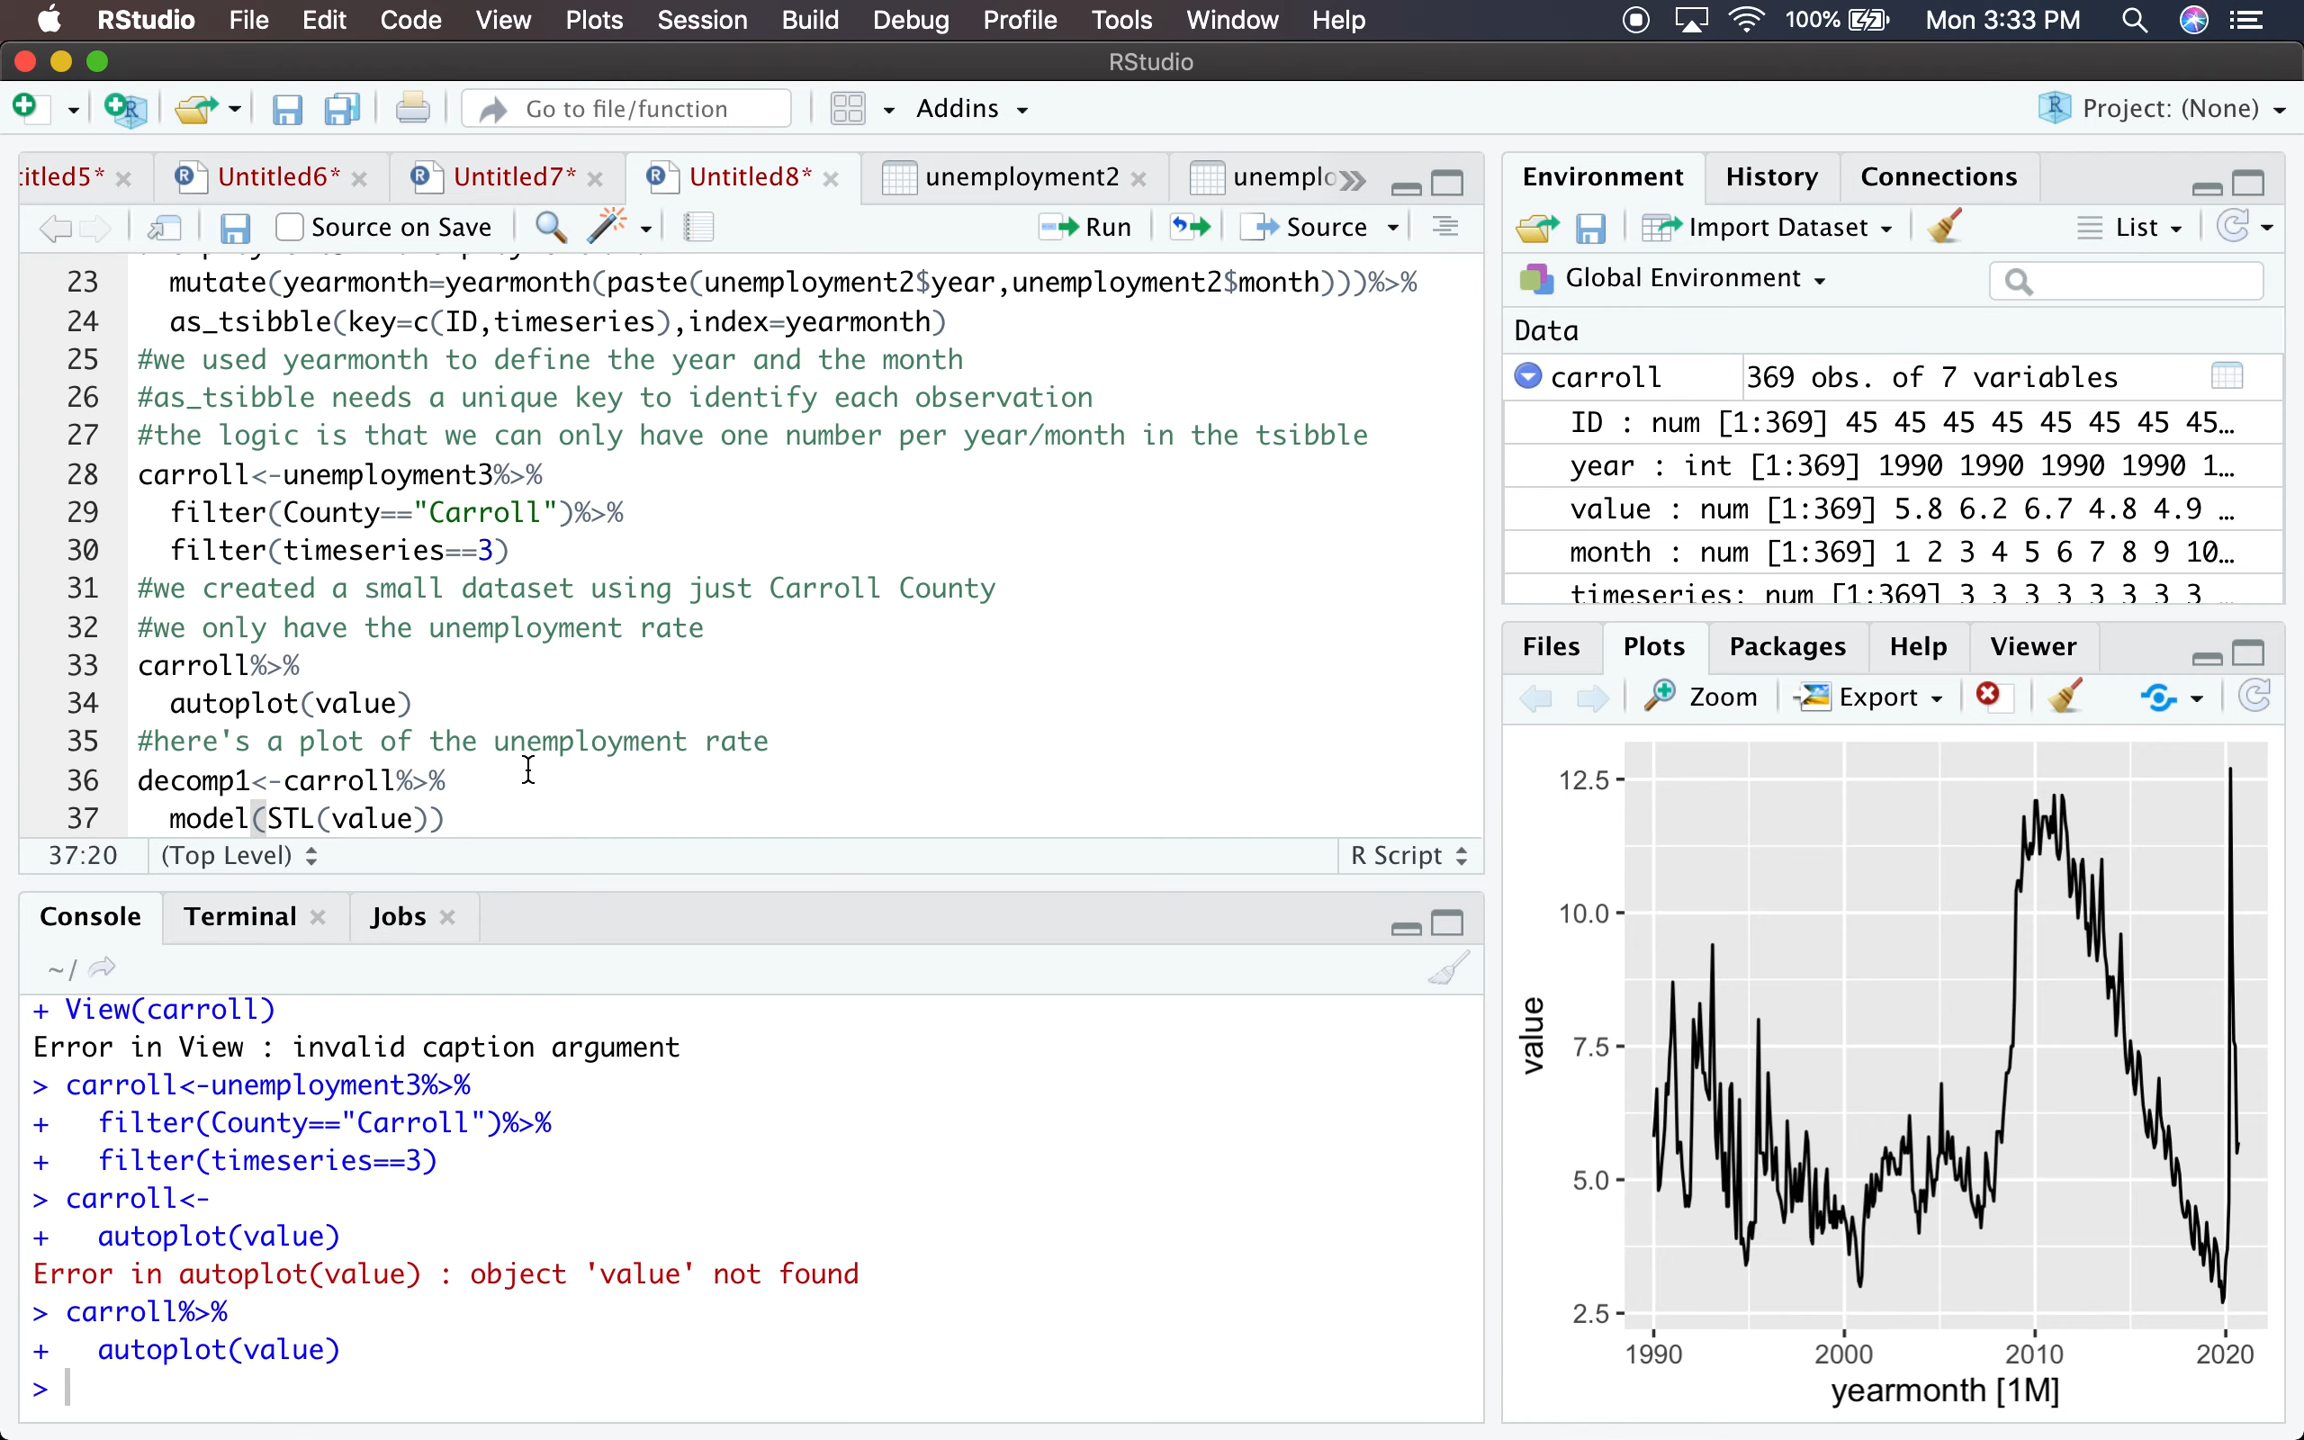 RStudio File Edit Code View Plots Session Build Debug Profile Tools Window Help 100% Mon 3:33 PM
RStudio
Go to file/function Addins Project: (None)
itled5* Untitled6* Untitled7* Untitled8* unemployment2 unemplo
Source on Save Run Source
23 mutate(yearmonth=yearmonth(paste(unemployment2$year,unemployment2$month)))%>%
24 as_tsibble(key=c(ID,timeseries),index=yearmonth)
25 #we used yearmonth to define the year and the month
26 #as_tsibble needs a unique key to identify each observation
27 #the logic is that we can only have one number per year/month in the tsibble
28 carroll<-unemployment3%>%
29 filter(County=="Carroll")%>%
30 filter(timeseries==3)
31 #we created a small dataset using just Carroll County
32 #we only have the unemployment rate
33 carroll%>%
34 autoplot(value)
35 #here's a plot of the unemployment rate
36 decomp1<-carroll%>%
37 model(STL(value))
37:20 (Top Level) R Script
Console Terminal Jobs
~/
+ View(carroll)
Error in View : invalid caption argument
> carroll<-unemployment3%>%
+ filter(County=="Carroll")%>%
+ filter(timeseries==3)
> carroll<-
+ autoplot(value)
Error in autoplot(value) : object 'value' not found
> carroll%>%
+ autoplot(value)
>
Environment History Connections
Import Dataset List
Global Environment
Data
carroll 369 obs. of 7 variables
ID : num [1:369] 45 45 45 45 45 45 45…
year : int [1:369] 1990 1990 1990 1990 1…
value : num [1:369] 5.8 6.2 6.7 4.8 4.9 …
month : num [1:369] 1 2 3 4 5 6 7 8 9 10…
timeseries: num [1:369] 3 3 3 3 3 3 3 3 …
Files Plots Packages Help Viewer
Zoom Export
12.5
10.0
7.5
5.0
2.5
value
1990 2000 2010 2020
yearmonth [1M]